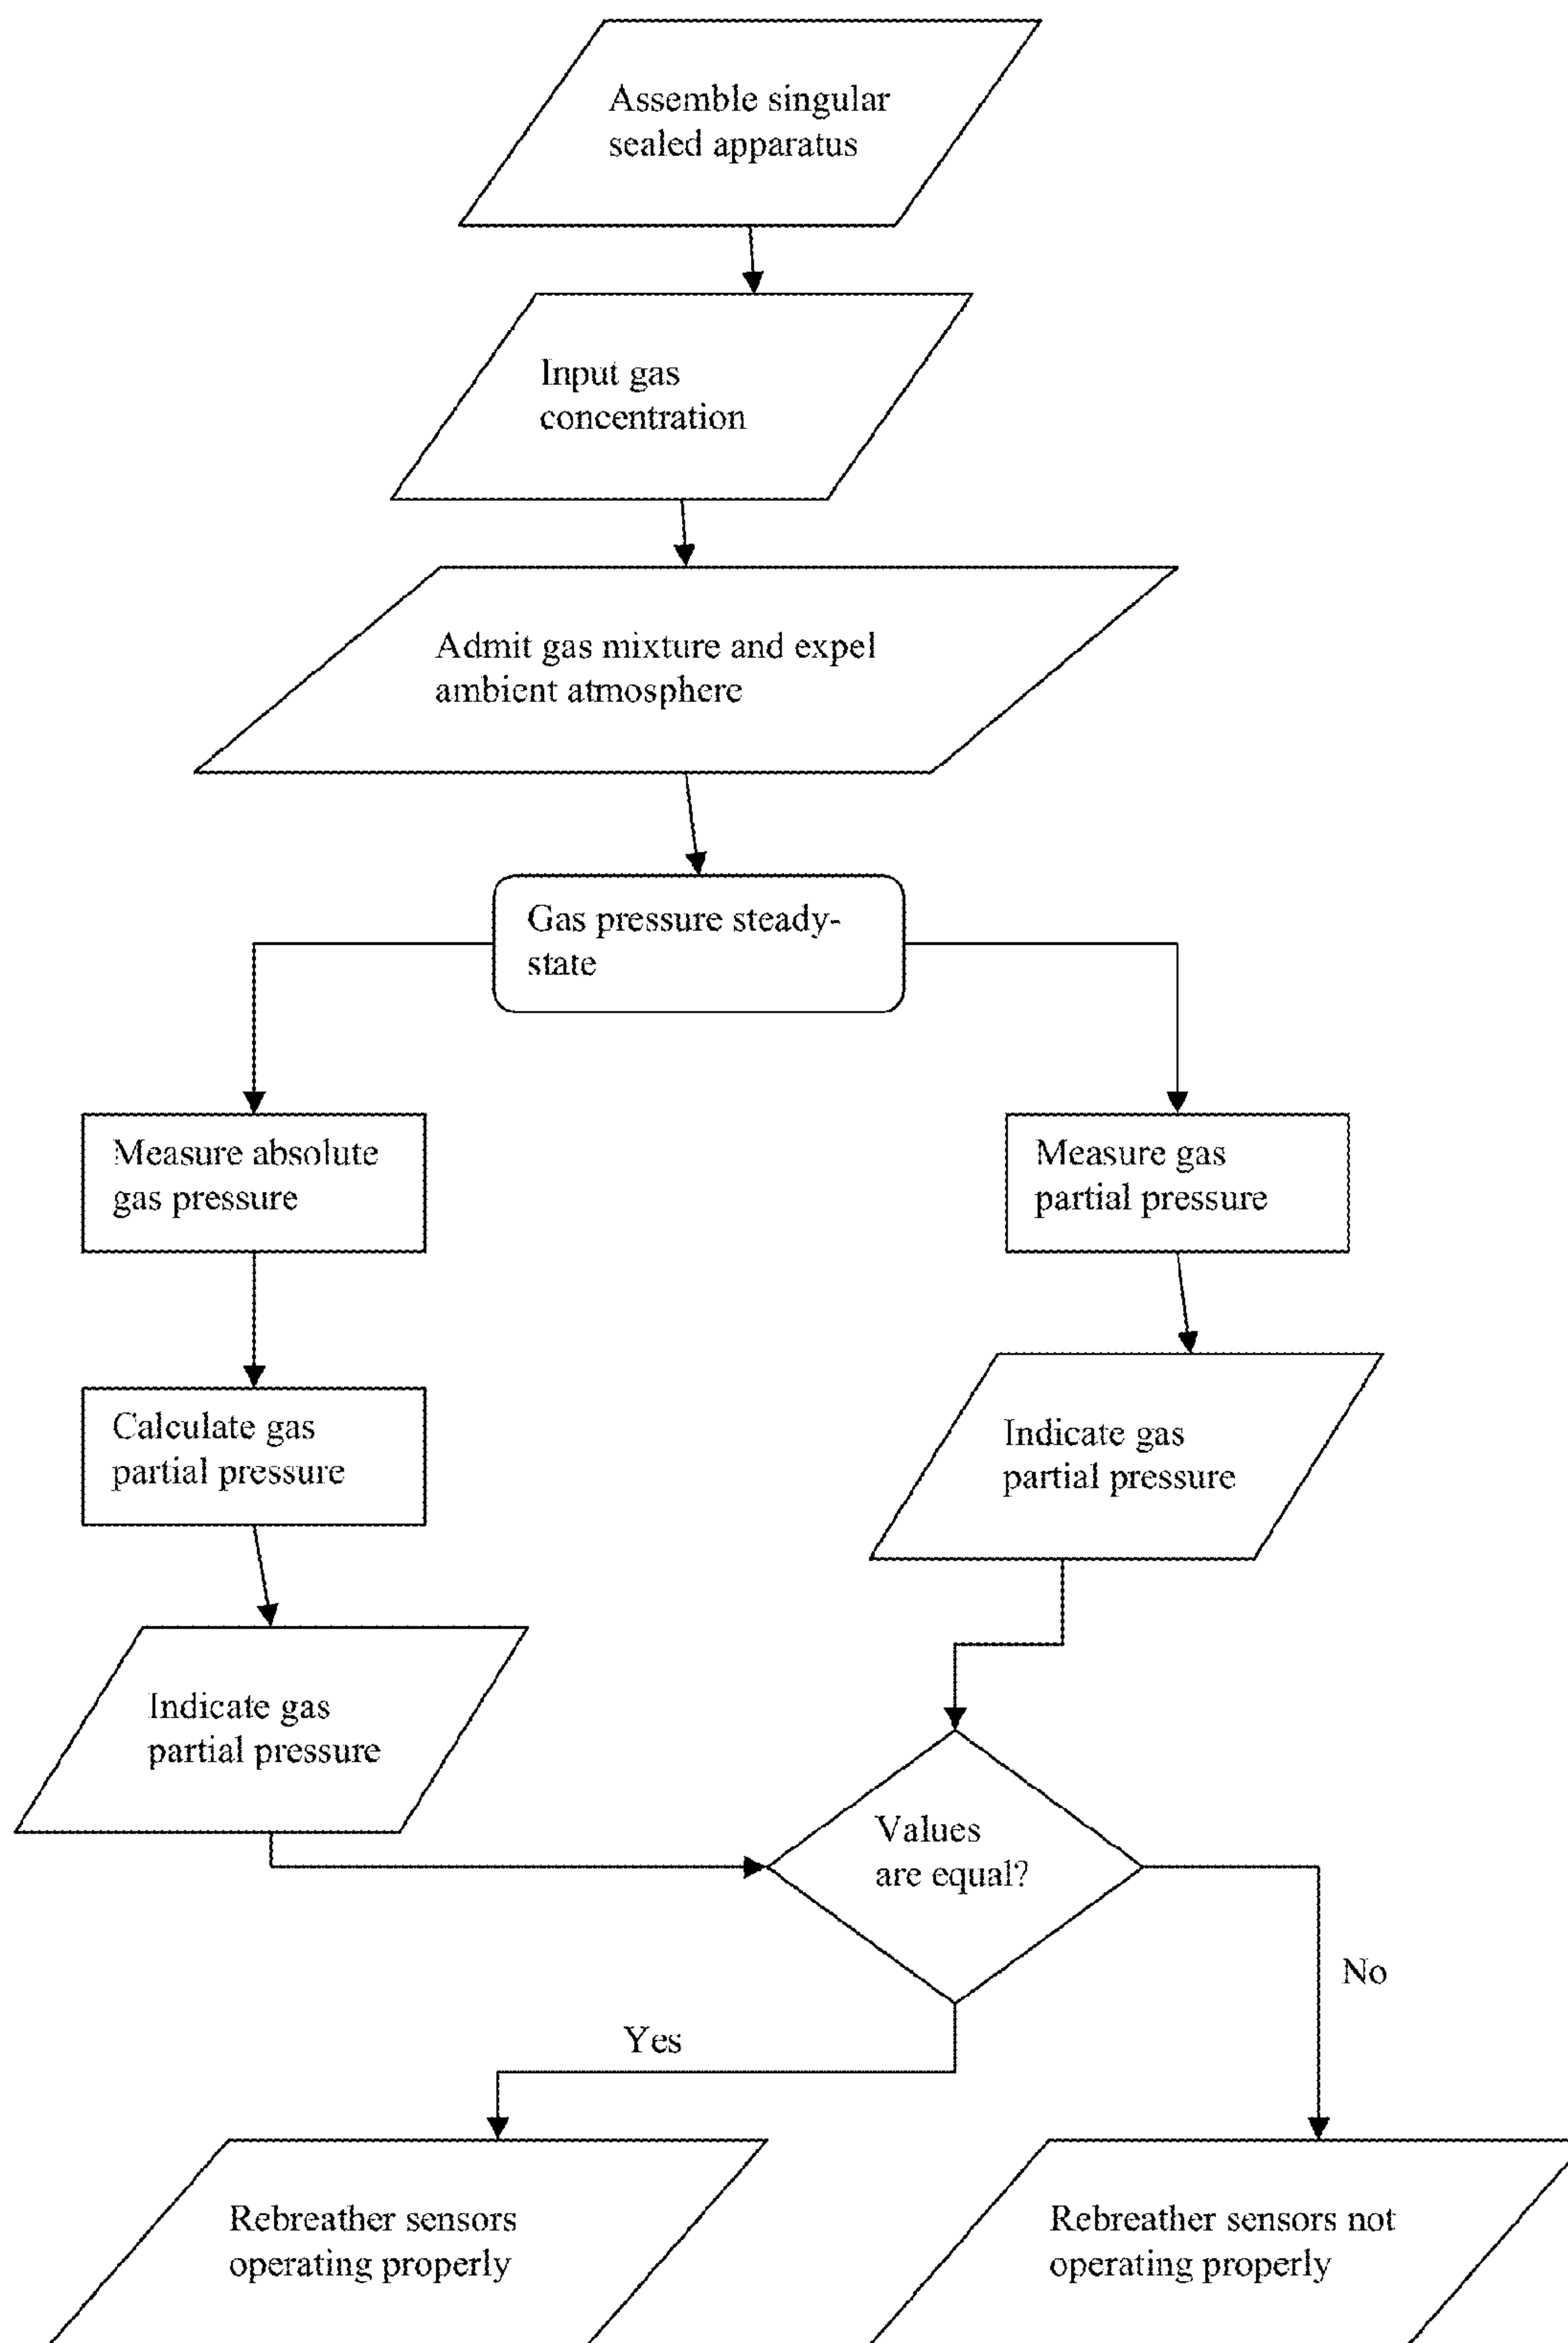 Assemble singular
sealed apparatus
Input gas
concentration
Admit gas mixture and expel
ambient atmosphere
Gas pressure steady-
state
Measure absolute
gas pressure
Measure gas
partial pressure
Calculate gas
partial pressure
Indicate gas
partial pressure
Indicate gas
partial pressure
Values
are equal?
No
Yes
Rebreather sensors
operating properly
Rebreather sensors not
operating properly